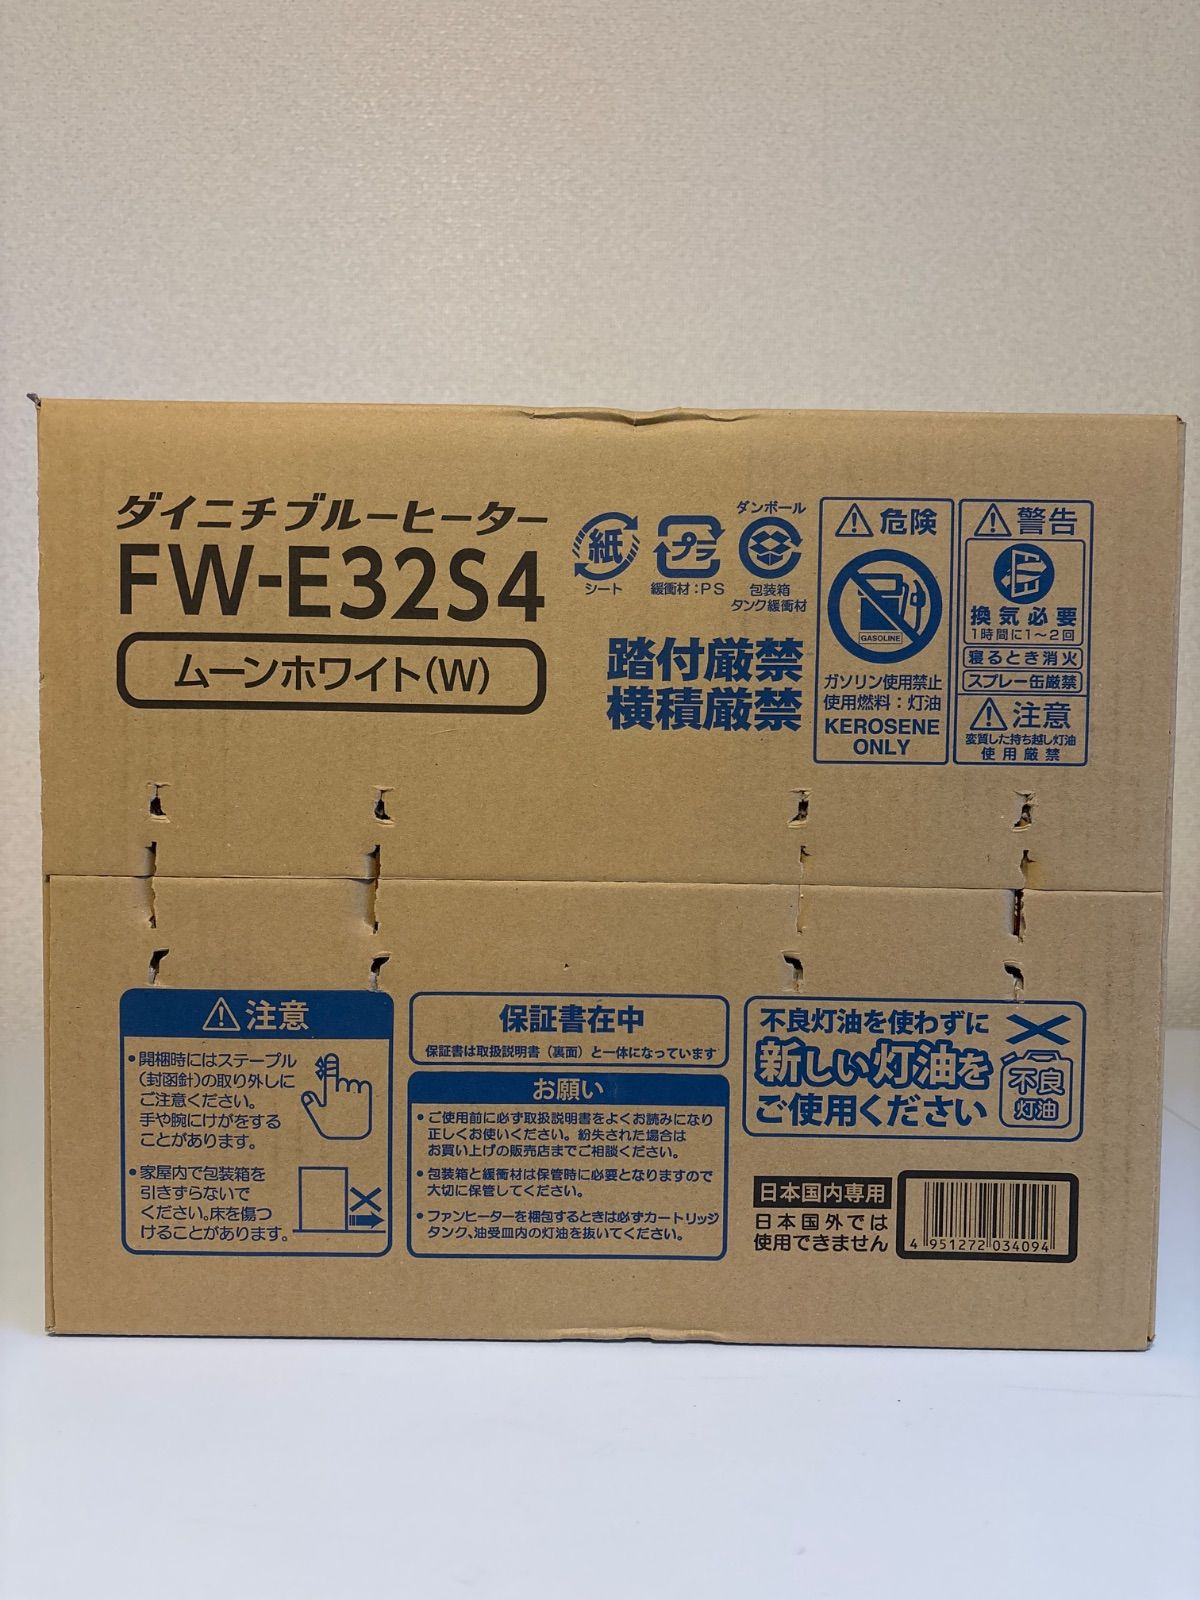 ダイニチブルーヒーター
FW-E32S4
ムーンホワイト(W)
紙
シート
プラ
緩衝材：PS
ダンボール
包装箱
タンク緩衝材
踏付厳禁
横積厳禁
危険
GASOLINE
ガソリン使用禁止
使用燃料：灯油
KEROSENE
ONLY
警告
換気必要
1時間に1〜2回
寝るとき消火
スプレー缶厳禁
注意
変質した持ち越し灯油
使用厳禁
注意
•開梱時にはステープル
(封函針)の取り外しに
ご注意ください。
手や腕にけがをする
ことがあります。
•家屋内で包装箱を
引きずらないで
ください。床を傷つ
けることがあります。
保証書在中
保証書は取扱説明書（裏面）と一体になっています
お願い
•ご使用前に必ず取扱説明書をよくお読みになり
正しくお使いください。紛失された場合は
お買い上げの販売店までご相談ください。
•包装箱と緩衝材は保管時に必要となりますので
大切に保管してください。
•ファンヒーターを梱包するときは必ずカートリッジ
タンク、油受皿内の灯油を抜いてください。
不良灯油を使わずに
新しい灯油を
ご使用ください
不良
灯油
日本国内専用
日本国外では
使用できません
4 951272 034094